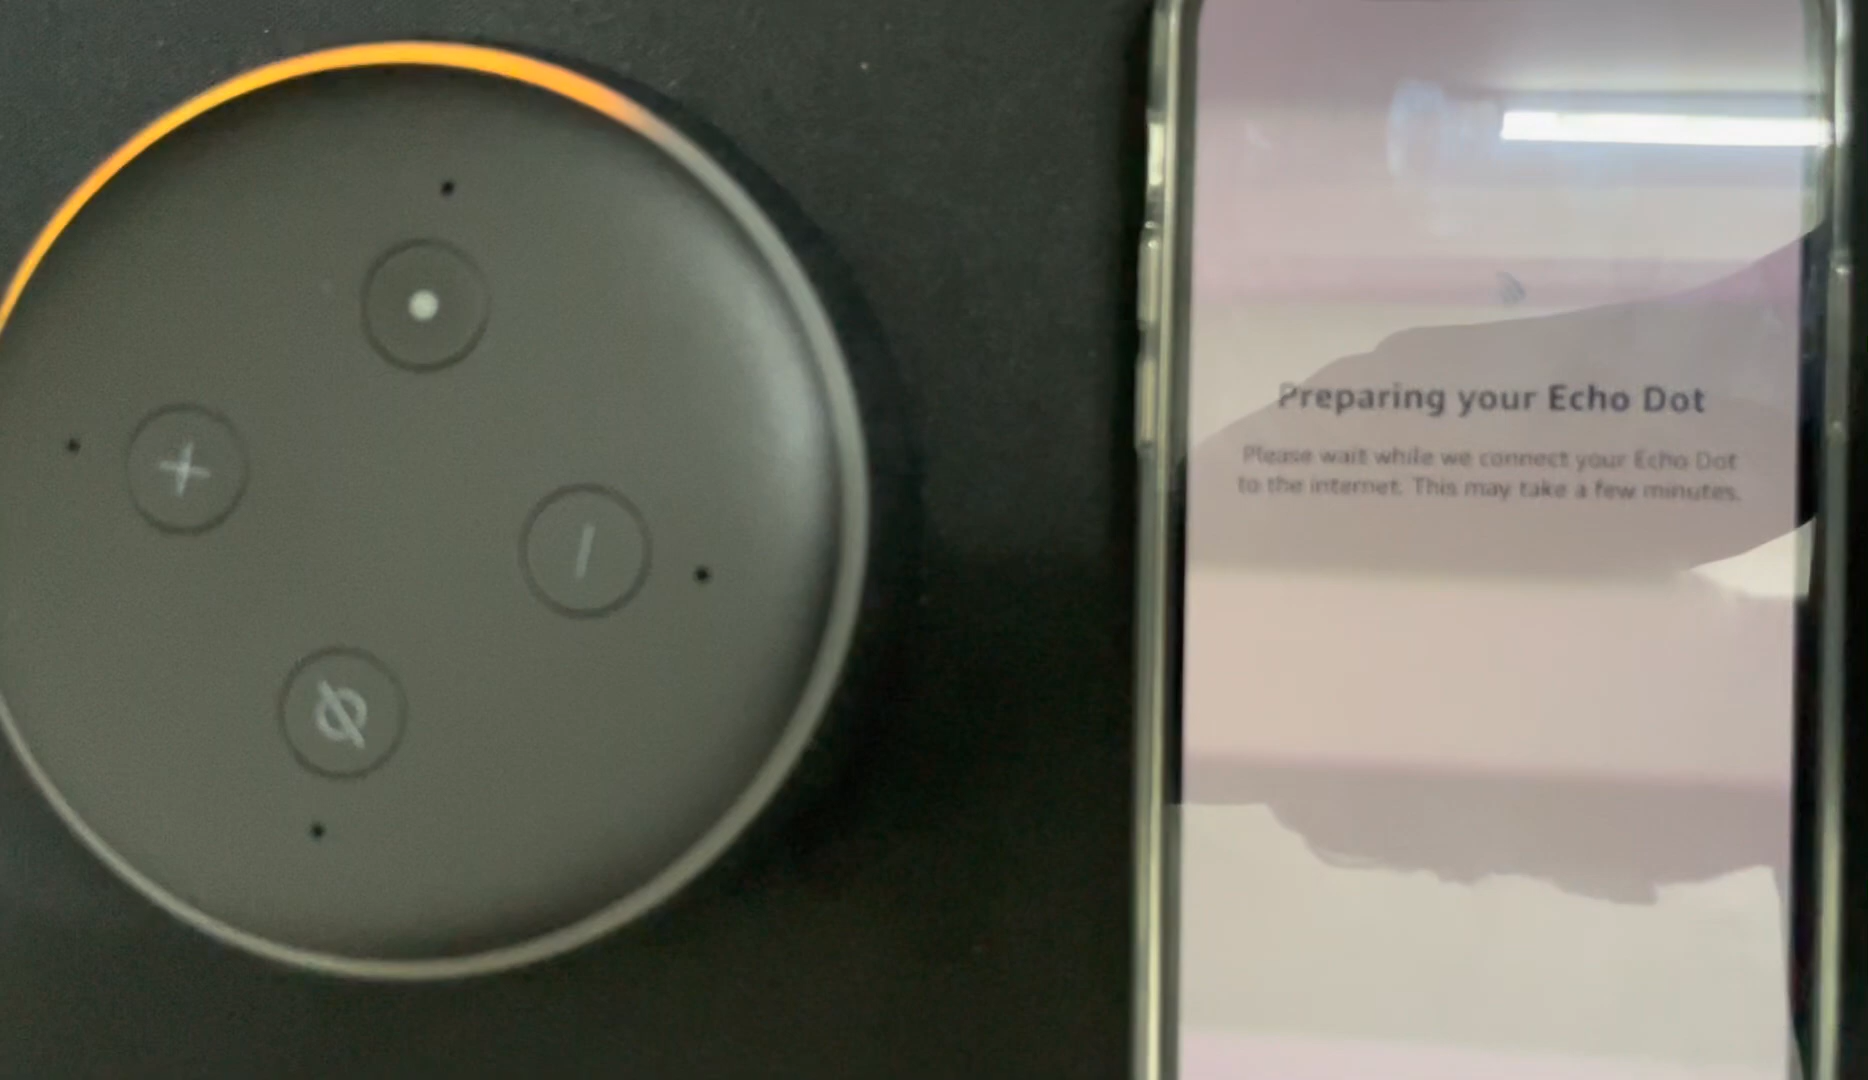 Preparing your Echo Dot
Please wait while we connect your Echo Dot
to the internet. This may take a few minutes.